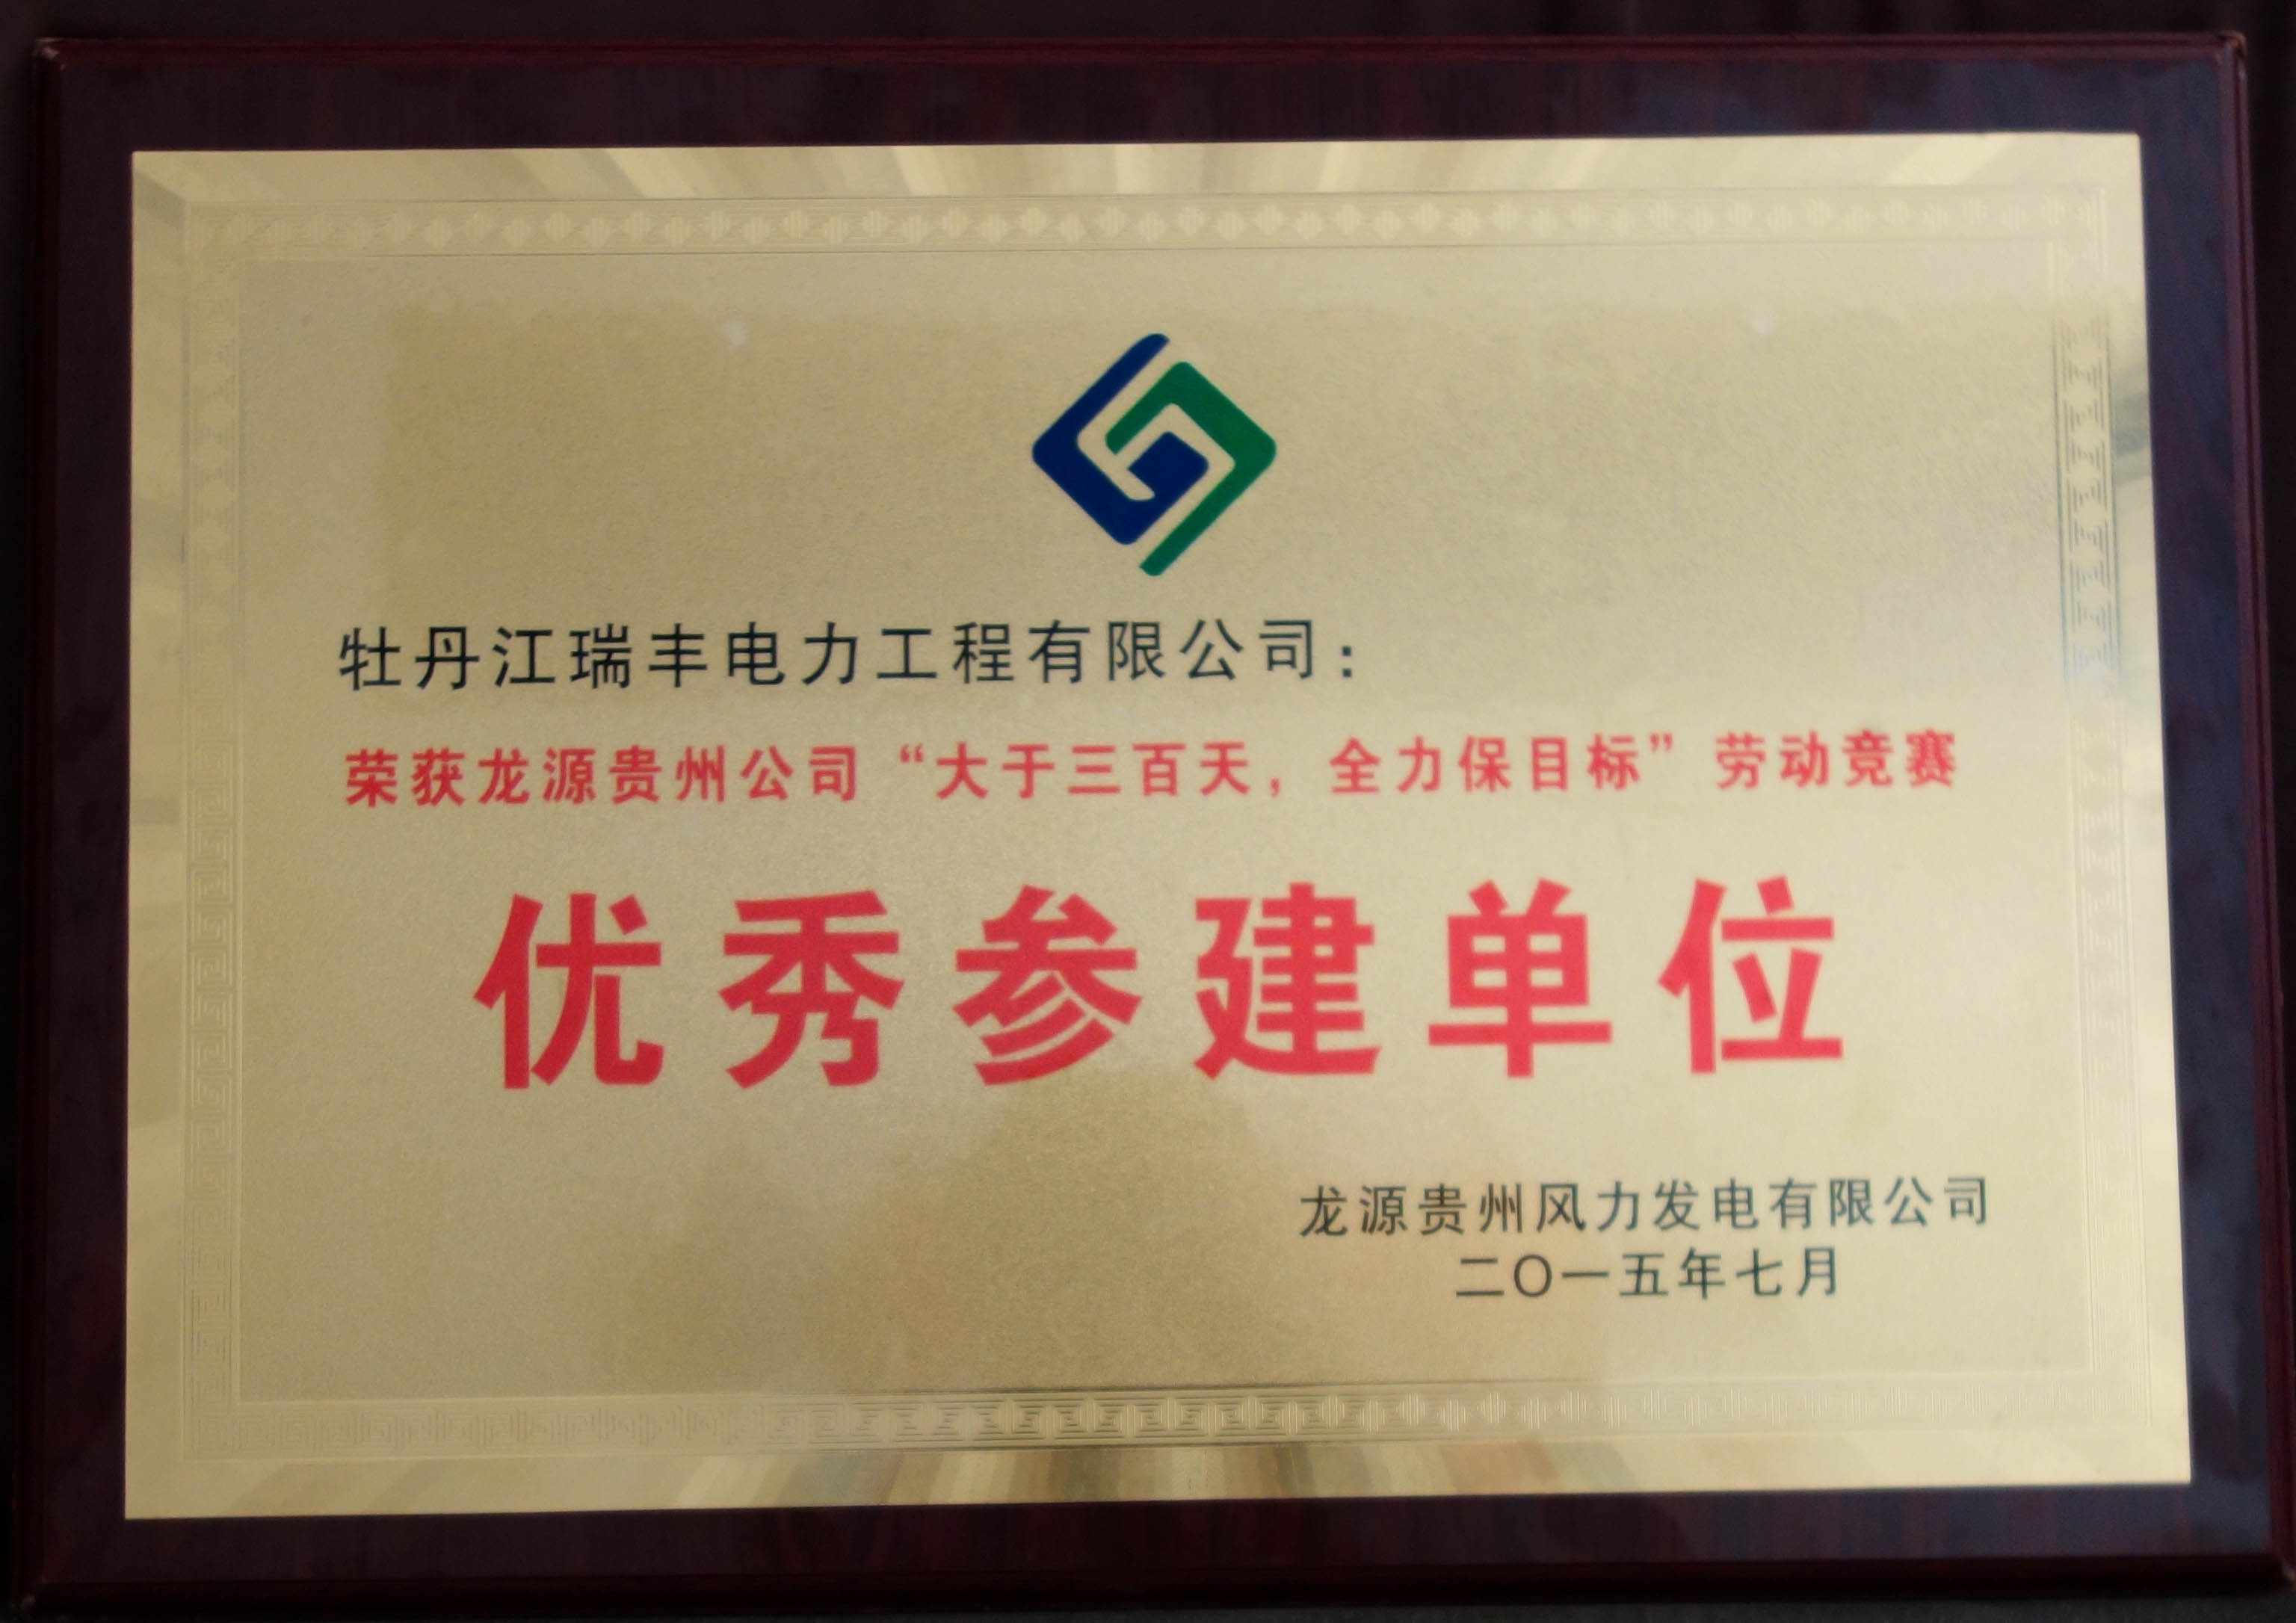 牡丹江瑞丰电力工程有限公司：
荣获龙源贵州公司“大于三百天，全力保目标”劳动竞赛
优秀参建单位
龙源贵州风力发电有限公司
二〇一五年七月